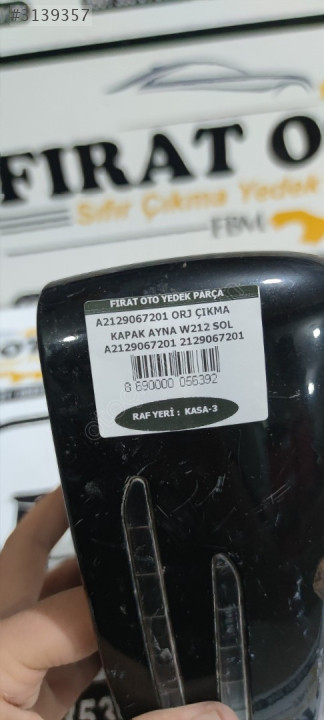 #3139357
FIRAT O
Sıfır Çıkma Yedek
FBM
FIRAT OTO YEDEK PARÇA
A2129067201 ORJ ÇIKMA
KAPAK AYNA W212 SOL
A2129067201 2129067201
8 690000 056392
RAF YERİ : KASA-3